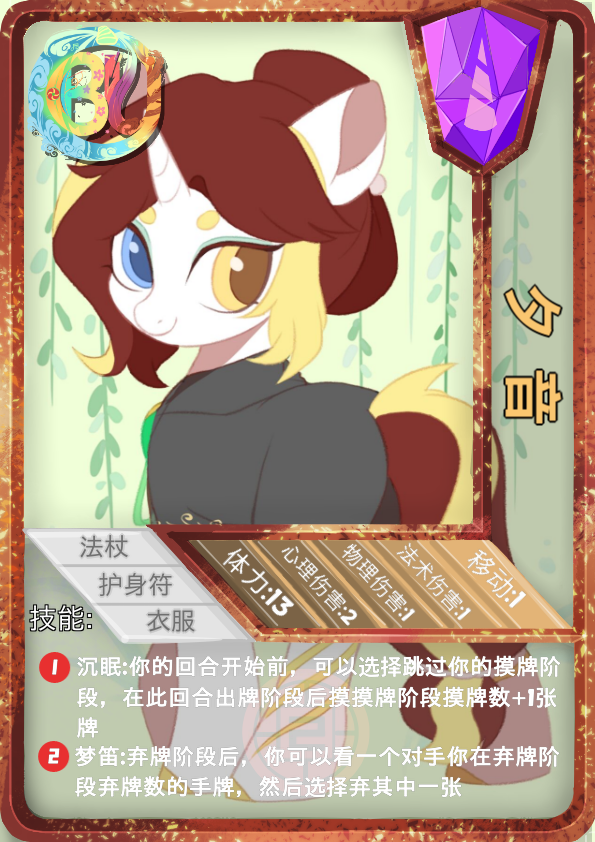 夕音
法杖
护身符
衣服
体力:13
心理伤害:2
物理伤害:1
法术伤害:1
移动:1
技能:
1 沉眠:你的回合开始前，可以选择跳过你的摸牌阶
段，在此回合出牌阶段后摸摸牌阶段摸牌数+1张
牌
2 梦笛:弃牌阶段后，你可以看一个对手你在弃牌阶
段弃牌数的手牌，然后选择弃其中一张